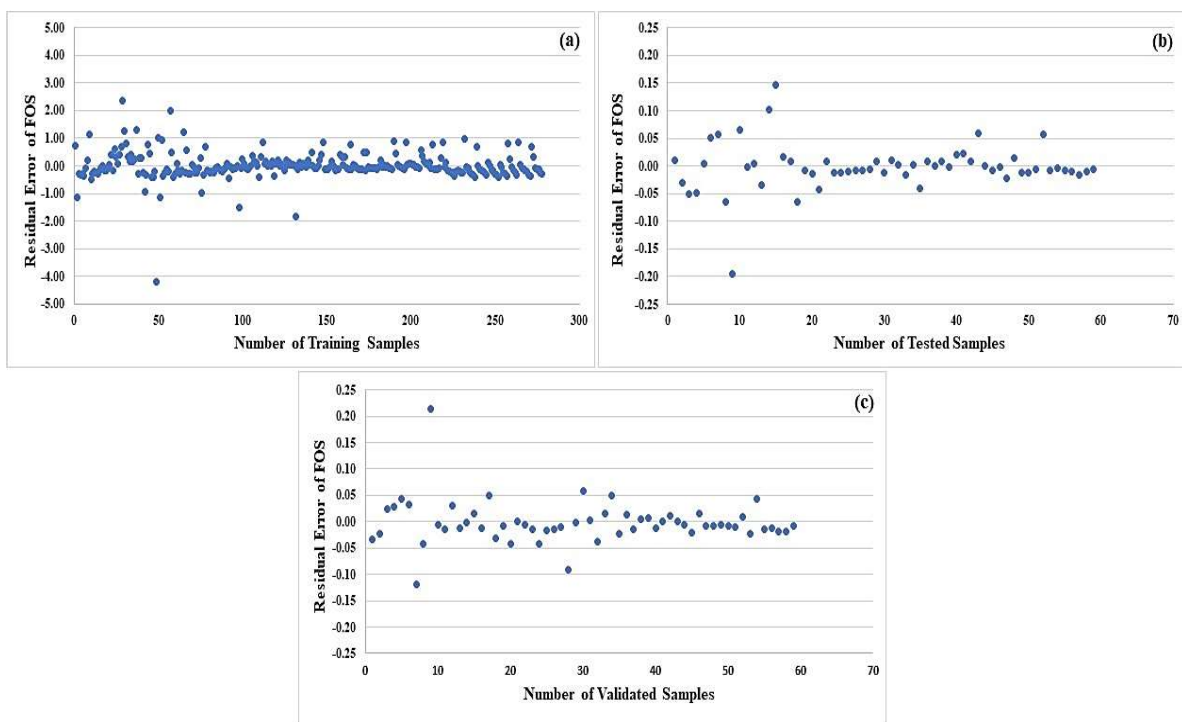 (a)
Residual Error of FOS
5.00
4.00
3.00
2.00
1.00
0.00
-1.00
-2.00
-3.00
-4.00
-5.00
0 50 100 150 200 250 300
Number of Training Samples
(b)
Residual Error of FOS
0.25
0.20
0.15
0.10
0.05
0.00
-0.05
-0.10
-0.15
-0.20
-0.25
0 10 20 30 40 50 60 70
Number of Tested Samples
(c)
Residual Error of FOS
0.25
0.20
0.15
0.10
0.05
0.00
-0.05
-0.10
-0.15
-0.20
-0.25
0 10 20 30 40 50 60 70
Number of Validated Samples